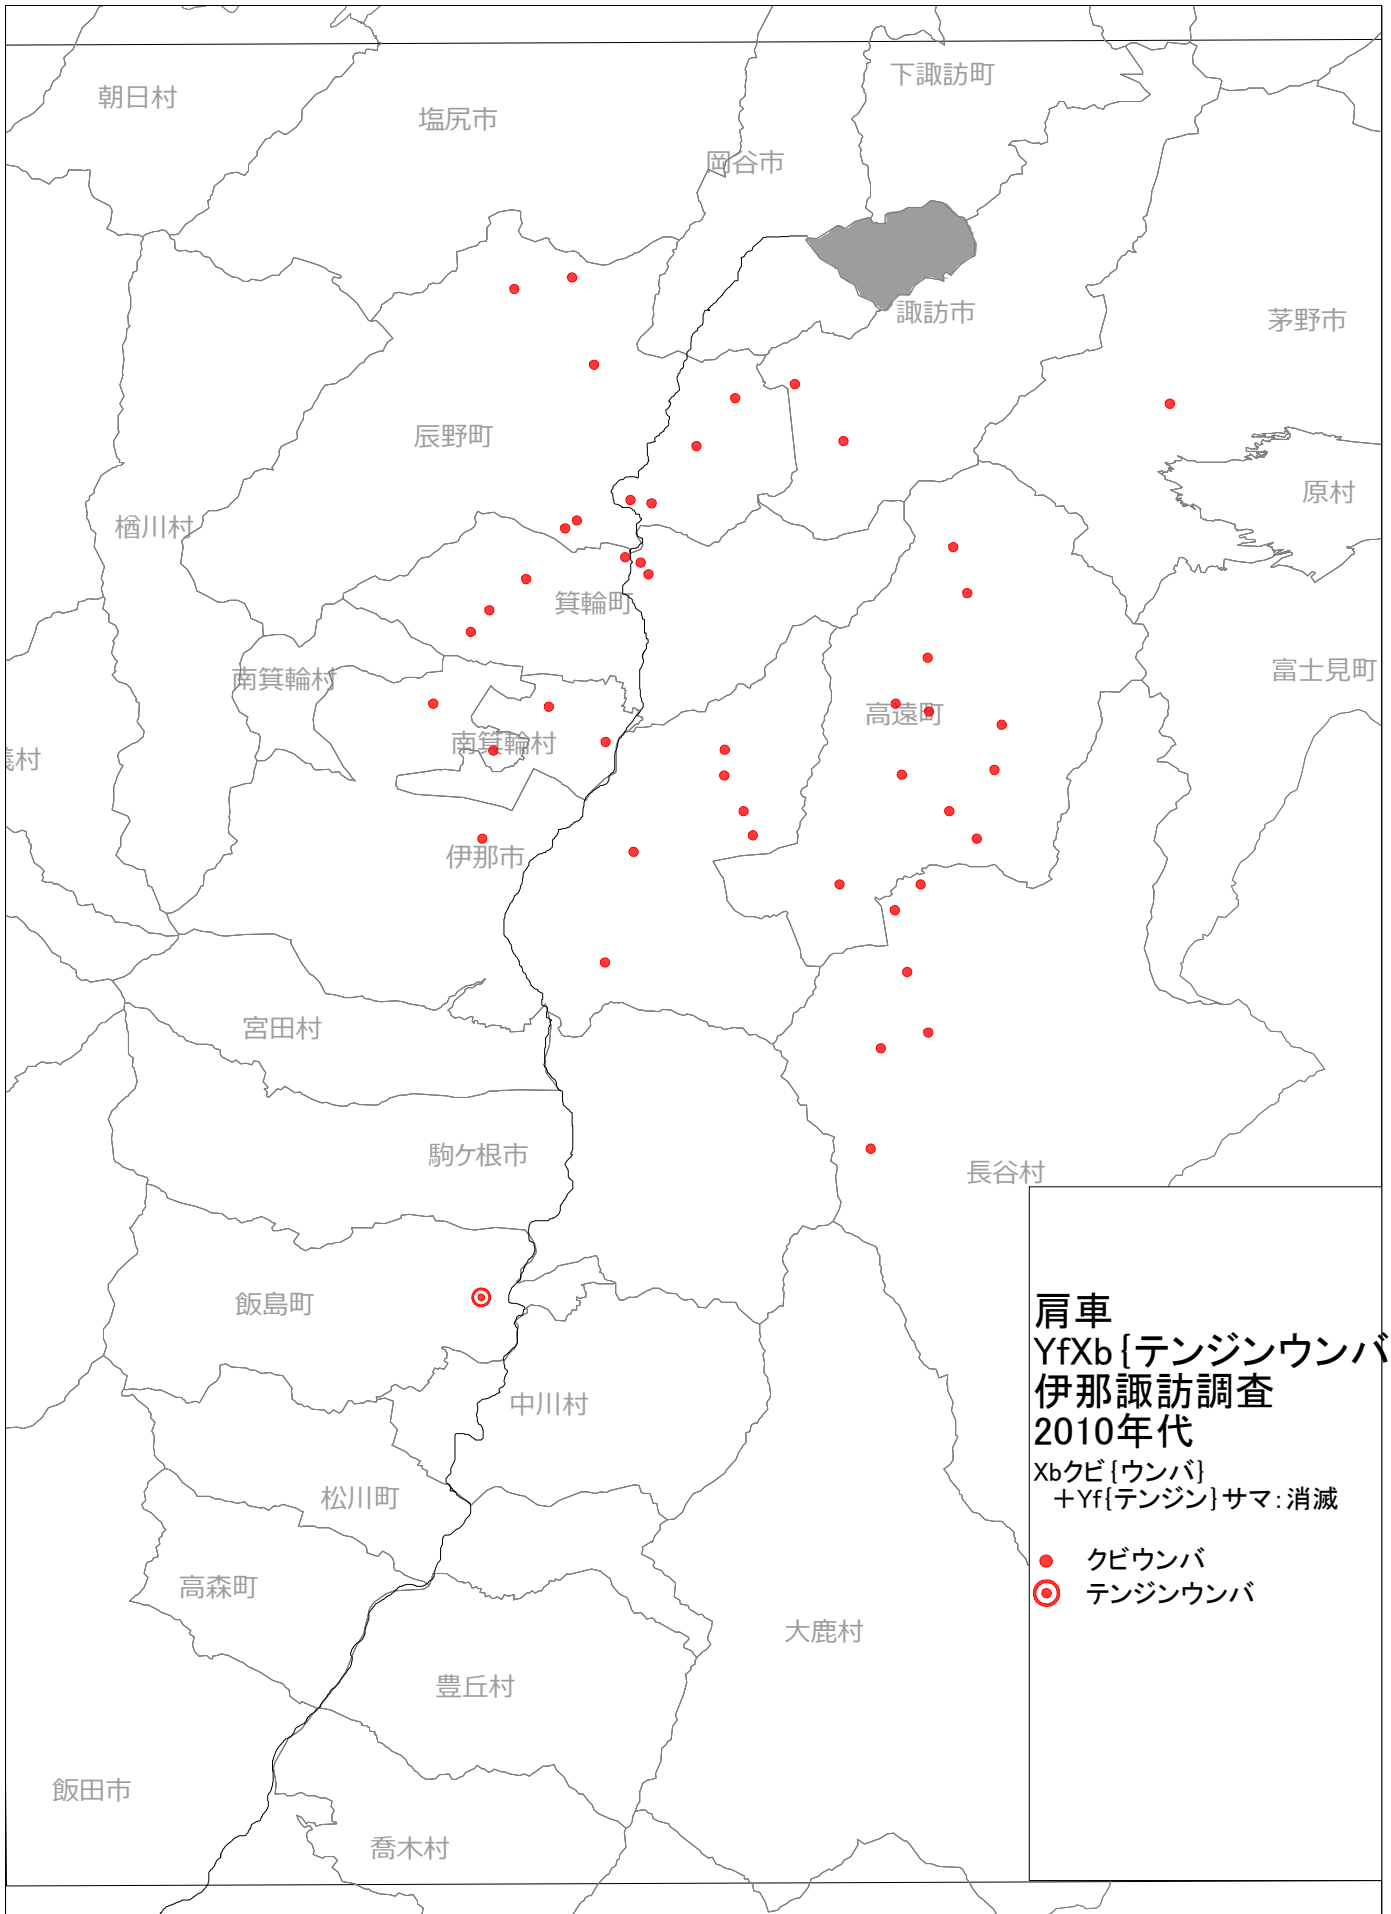 下諏訪町
朝日村
塩尻市
岡谷市
諏訪市
茅野市
辰野町
原村
楢川村
箕輪町
南箕輪村
富士見町
高遠町
南箕輪村
義村
伊那市
宮田村
駒ケ根市
長谷村
飯島町
中川村
松川町
高森町
大鹿村
豊丘村
飯田市
喬木村
肩車
YfXb{テンジンウンバ
伊那諏訪調査
2010年代
Xbクビ{ウンバ}
＋Yf{テンジン}サマ:消滅
クビウンバ
テンジンウンバ